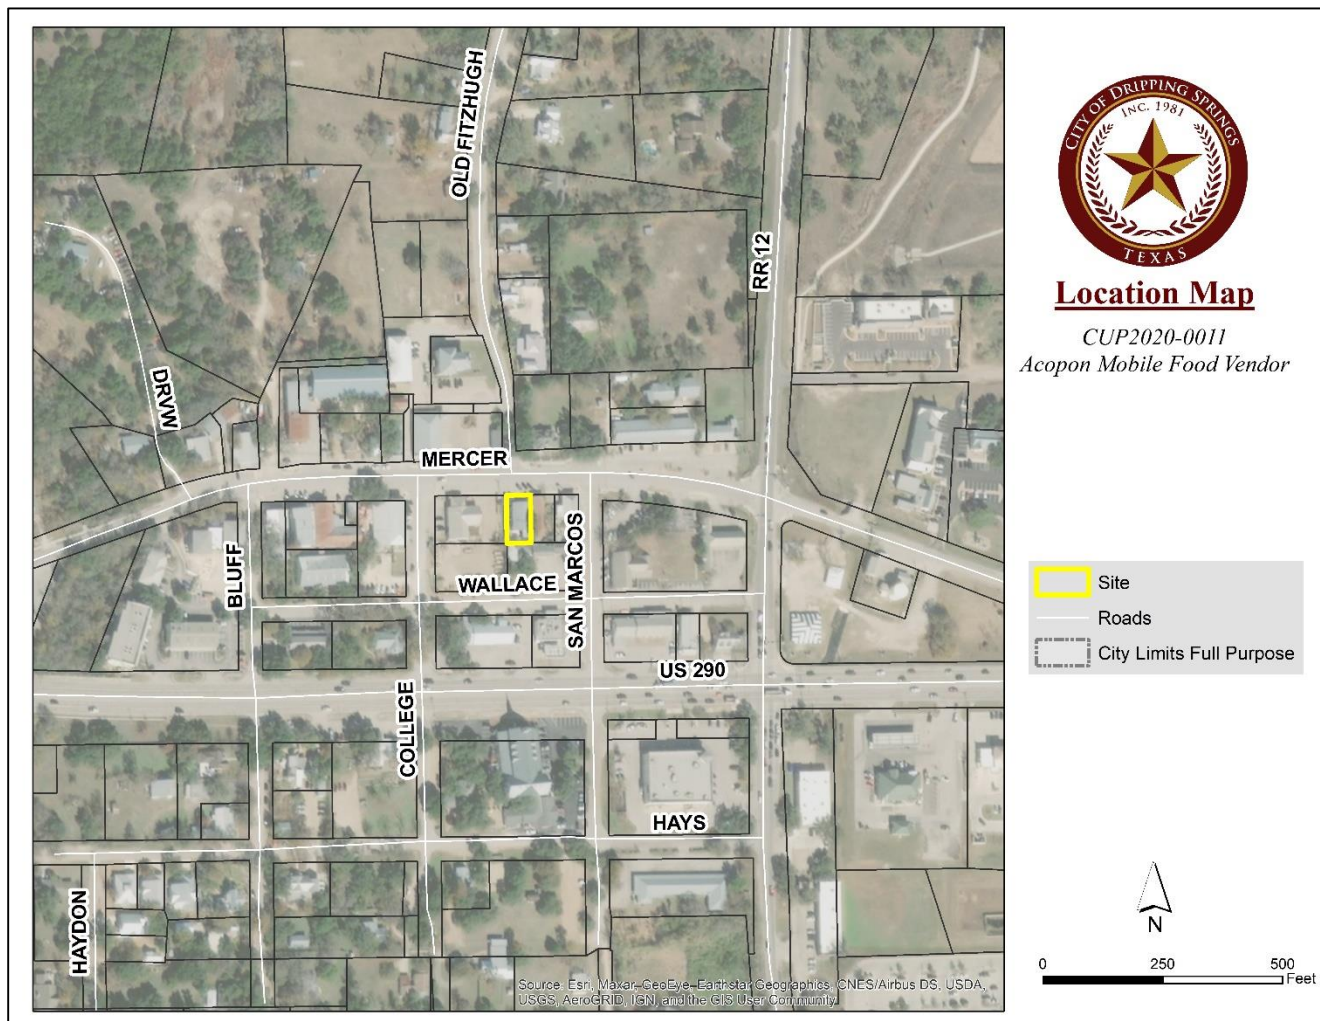 OLD FITZHUGH
RR 12
DRVW
MERCER
BLUFF
WALLACE
SAN MARCOS
US 290
COLLEGE
HAYS
HAYDON
Source: Esri, Maxar, GeoEye, Earthstar Geographics, CNES/Airbus DS, USDA,
USGS, AeroGRID, IGN, and the GIS User Community
CITY OF DRIPPING SPRINGS
INC. 1981
TEXAS
Location Map
CUP2020-0011
Acopon Mobile Food Vendor
Site
Roads
City Limits Full Purpose
N
0 250 500
Feet